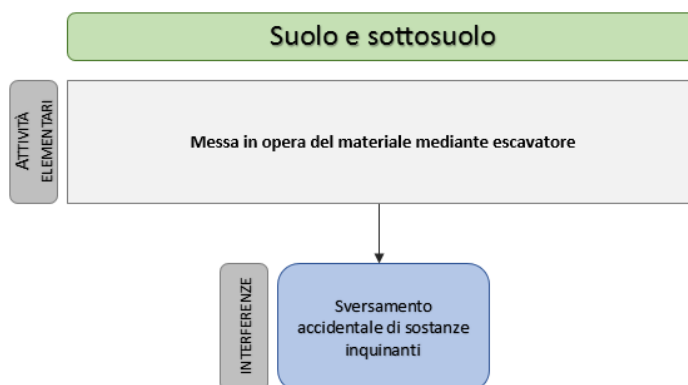 Suolo e sottosuolo
ATTIVITÀ
ELEMENTARI
Messa in opera del materiale mediante escavatore
INTERFERENZE
Sversamento
accidentale di sostanze
inquinanti